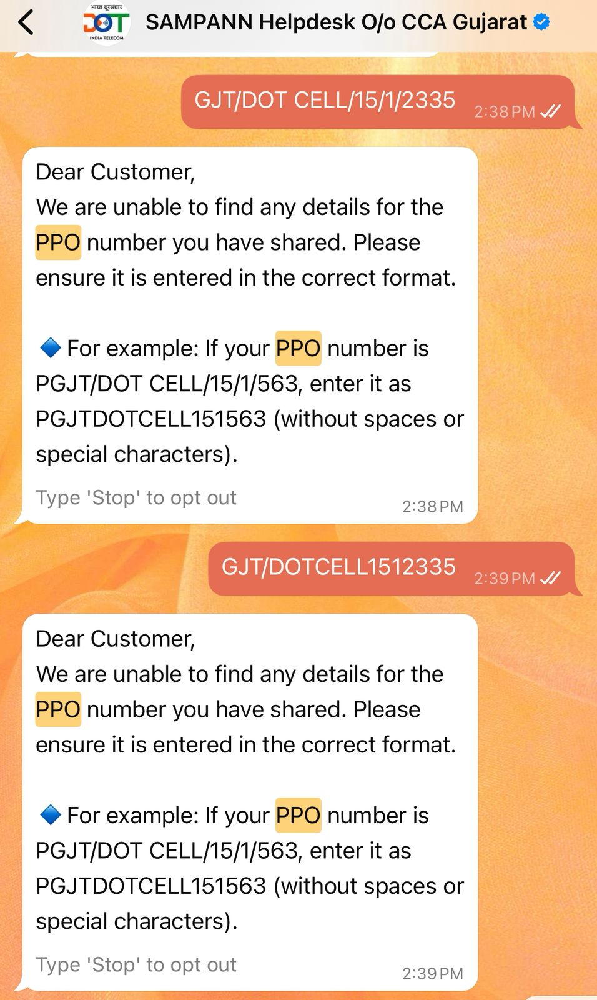 भारत दूरसंचार
DOT
INDIA TELECOM
SAMPANN Helpdesk O/o CCA Gujarat
GJT/DOT CELL/15/1/2335
2:38 PM
Dear Customer,
We are unable to find any details for the
PPO number you have shared. Please
ensure it is entered in the correct format.
🔷 For example: If your PPO number is
PGJT/DOT CELL/15/1/563, enter it as
PGJTDOTCELL151563 (without spaces or
special characters).
Type 'Stop' to opt out
2:38 PM
GJT/DOTCELL1512335
2:39 PM
Dear Customer,
We are unable to find any details for the
PPO number you have shared. Please
ensure it is entered in the correct format.
🔷 For example: If your PPO number is
PGJT/DOT CELL/15/1/563, enter it as
PGJTDOTCELL151563 (without spaces or
special characters).
Type 'Stop' to opt out
2:39 PM